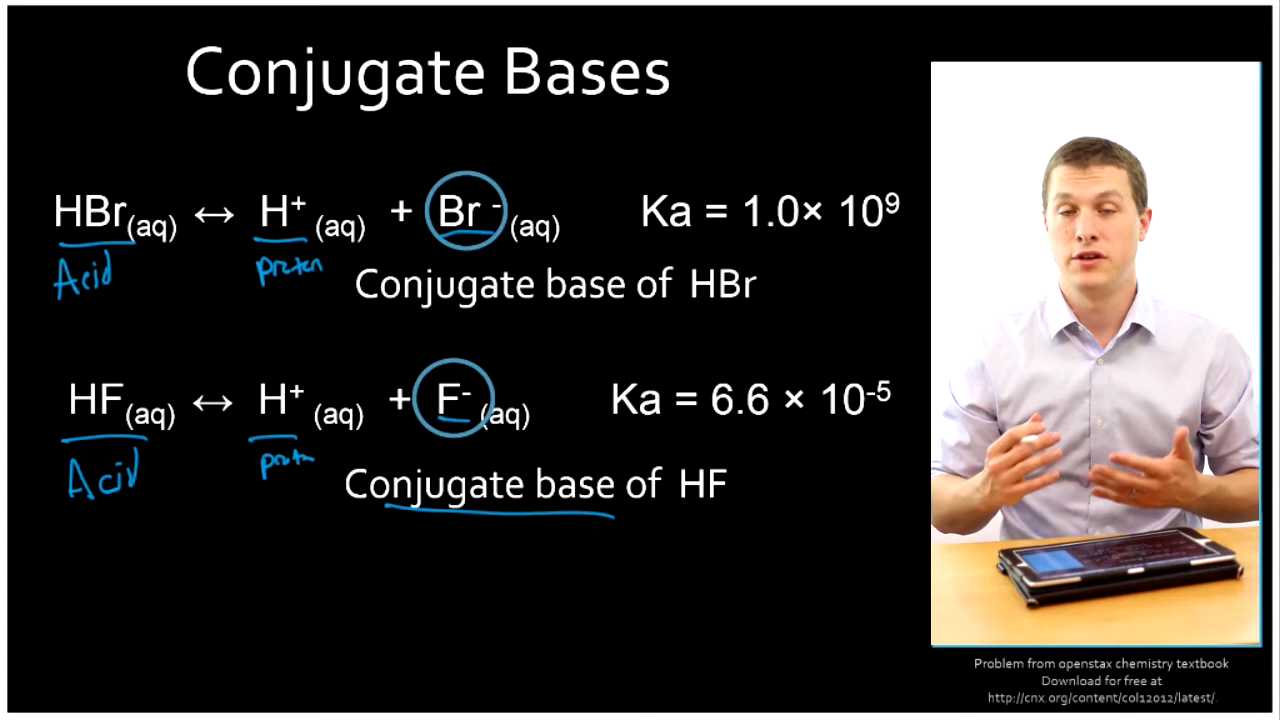 Conjugate Bases
HBr(aq) ↔ H⁺ (aq) + Br ⁻ (aq) Ka = 1.0× 10⁹
Acid proton
Conjugate base of HBr
HF(aq) ↔ H⁺ (aq) + F⁻ (aq) Ka = 6.6 × 10⁻⁵
Acid proton
Conjugate base of HF
Problem from openstax chemistry textbook
Download for free at
http://cnx.org/content/col12012/latest/.